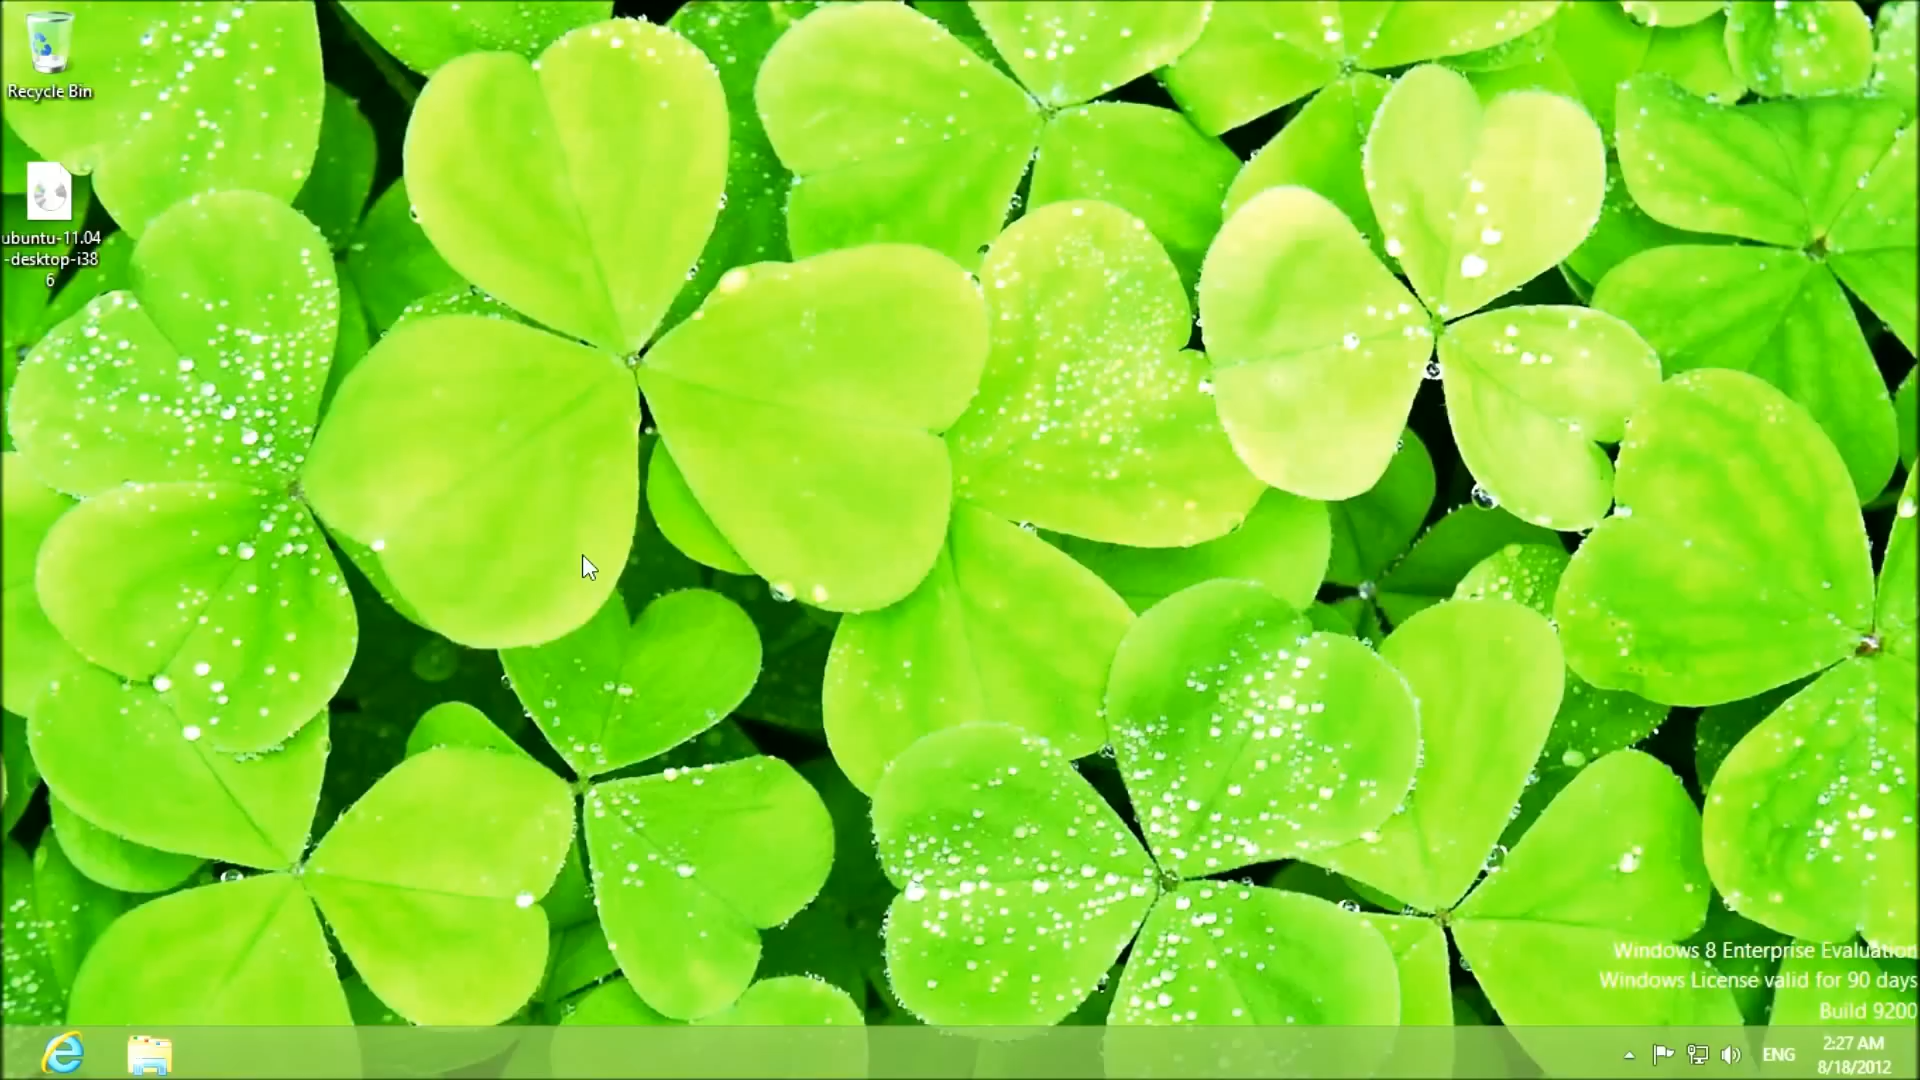 Recycle Bin
ubuntu-11.04
-desktop-i38
6
Windows 8 Enterprise Evaluation
Windows License valid for 90 days
Build 9200
ENG
2:27 AM
8/18/2012